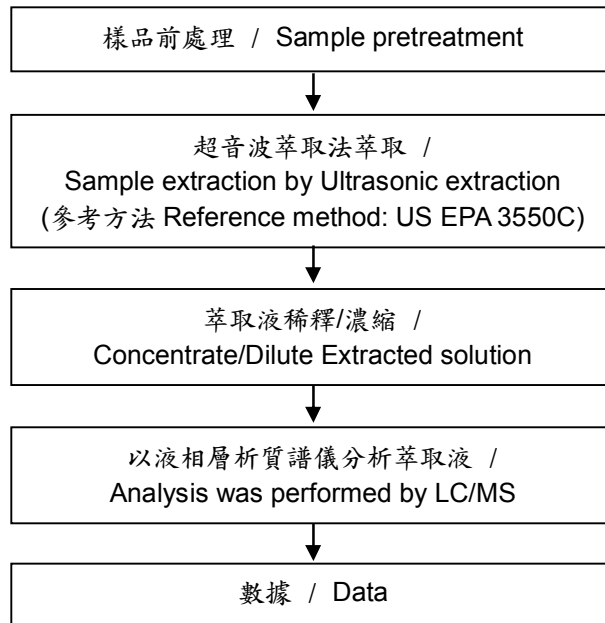 樣品前處理 / Sample pretreatment
超音波萃取法萃取 /
Sample extraction by Ultrasonic extraction
(參考方法 Reference method: US EPA 3550C)
萃取液稀釋/濃縮 /
Concentrate/Dilute Extracted solution
以液相層析質譜儀分析萃取液 /
Analysis was performed by LC/MS
數據 / Data